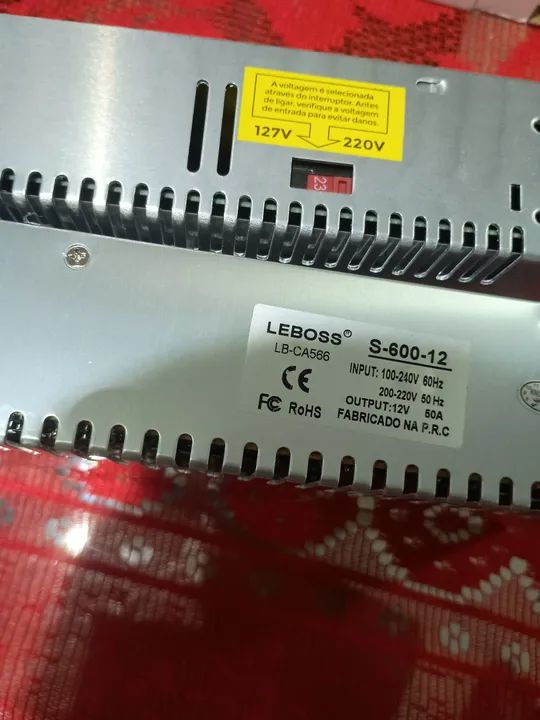 A voltagem é selecionada
através do interruptor. Antes
de ligar, verifique a voltagem
de entrada para evitar danos.
127V 220V
23
LEBOSS® S-600-12
LB-CA566
INPUT: 100-240V 60Hz
200-220V 50 Hz
CE
OUTPUT:12V 50A
FC RoHS FABRICADO NA P.R.C